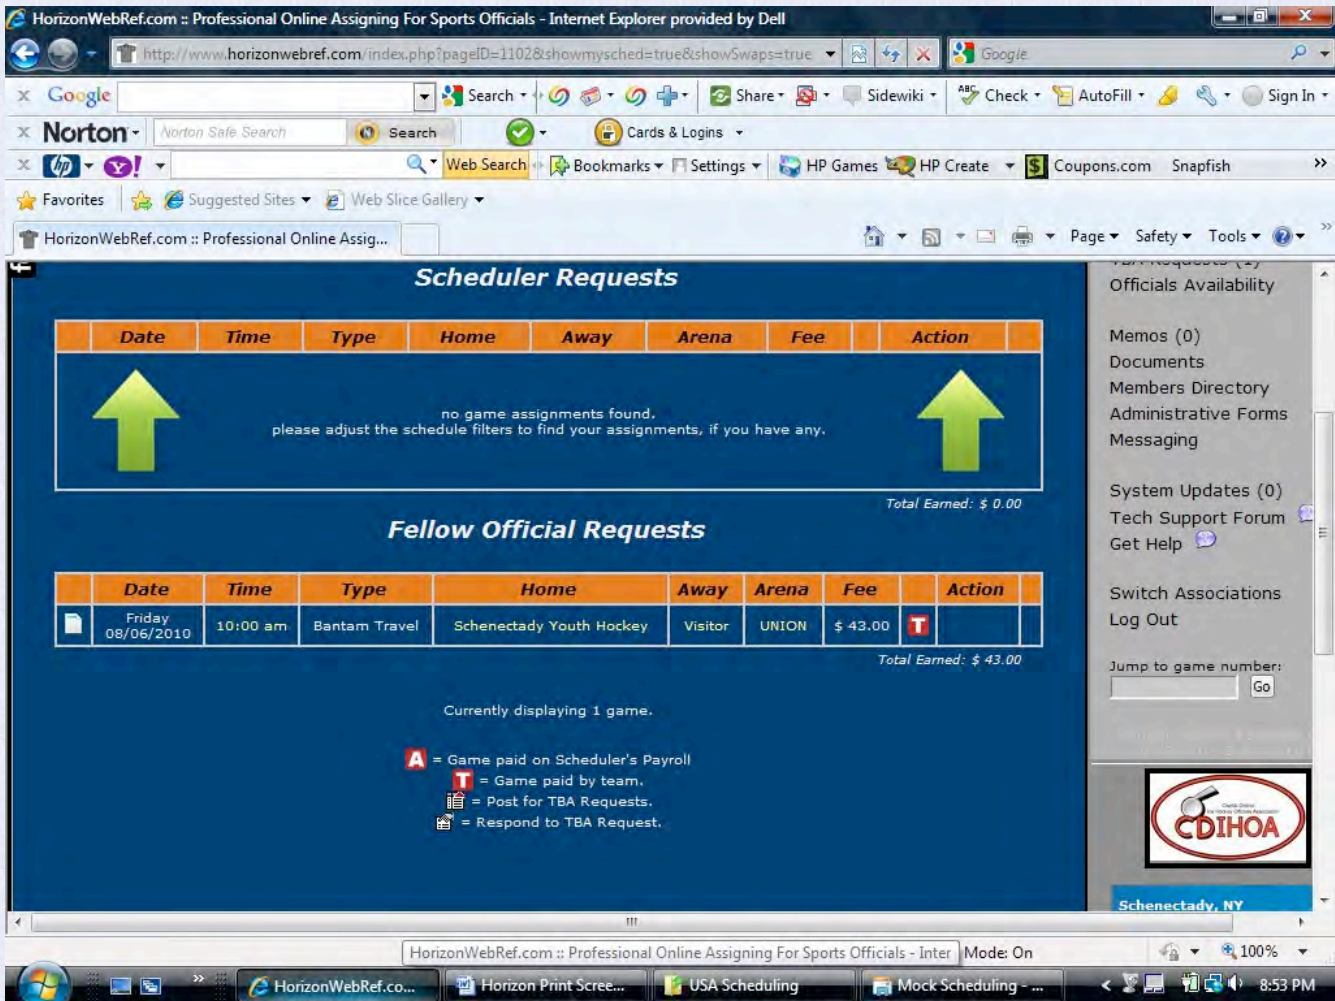 HorizonWebRef.com :: Professional Online Assigning For Sports Officials - Internet Explorer provided by Dell
http://www.horizonwebref.com/index.php?pageID=1102&showmysched=true&showSwaps=true Google
x Google Search Share Sidewiki Check AutoFill Sign In
x Norton Norton Safe Search Search Cards & Logins
x hp Y! Web Search Bookmarks Settings HP Games HP Create $ Coupons.com Snapfish »
Favorites Suggested Sites Web Slice Gallery
HorizonWebRef.com :: Professional Online Assig... Page Safety Tools »
Scheduler Requests
Date Time Type Home Away Arena Fee Action
no game assignments found.
please adjust the schedule filters to find your assignments, if you have any.
Total Earned: $ 0.00
Fellow Official Requests
Date Time Type Home Away Arena Fee Action
Friday
08/06/2010 10:00 am Bantam Travel Schenectady Youth Hockey Visitor UNION $ 43.00 T
Total Earned: $ 43.00
Currently displaying 1 game.
A = Game paid on Scheduler's Payroll
T = Game paid by team.
= Post for TBA Requests.
= Respond to TBA Request.
TBA Requests (1)
Officials Availability
Memos (0)
Documents
Members Directory
Administrative Forms
Messaging
System Updates (0)
Tech Support Forum
Get Help
Switch Associations
Log Out
Jump to game number:
Go
CDIHOA
Schenectady, NY
HorizonWebRef.com :: Professional Online Assigning For Sports Officials - Inter Mode: On 100%
» HorizonWebRef.co... Horizon Print Scree... USA Scheduling Mock Scheduling - ... < 8:53 PM